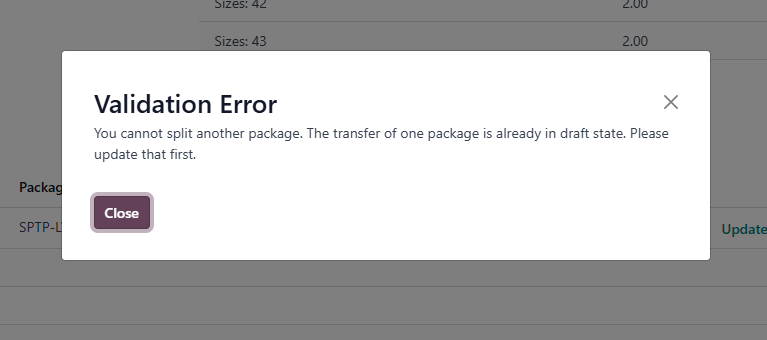 Sizes: 42 2.00
Sizes: 43 2.00
Validation Error
You cannot split another package. The transfer of one package is already in draft state. Please
update that first.
Close
Update